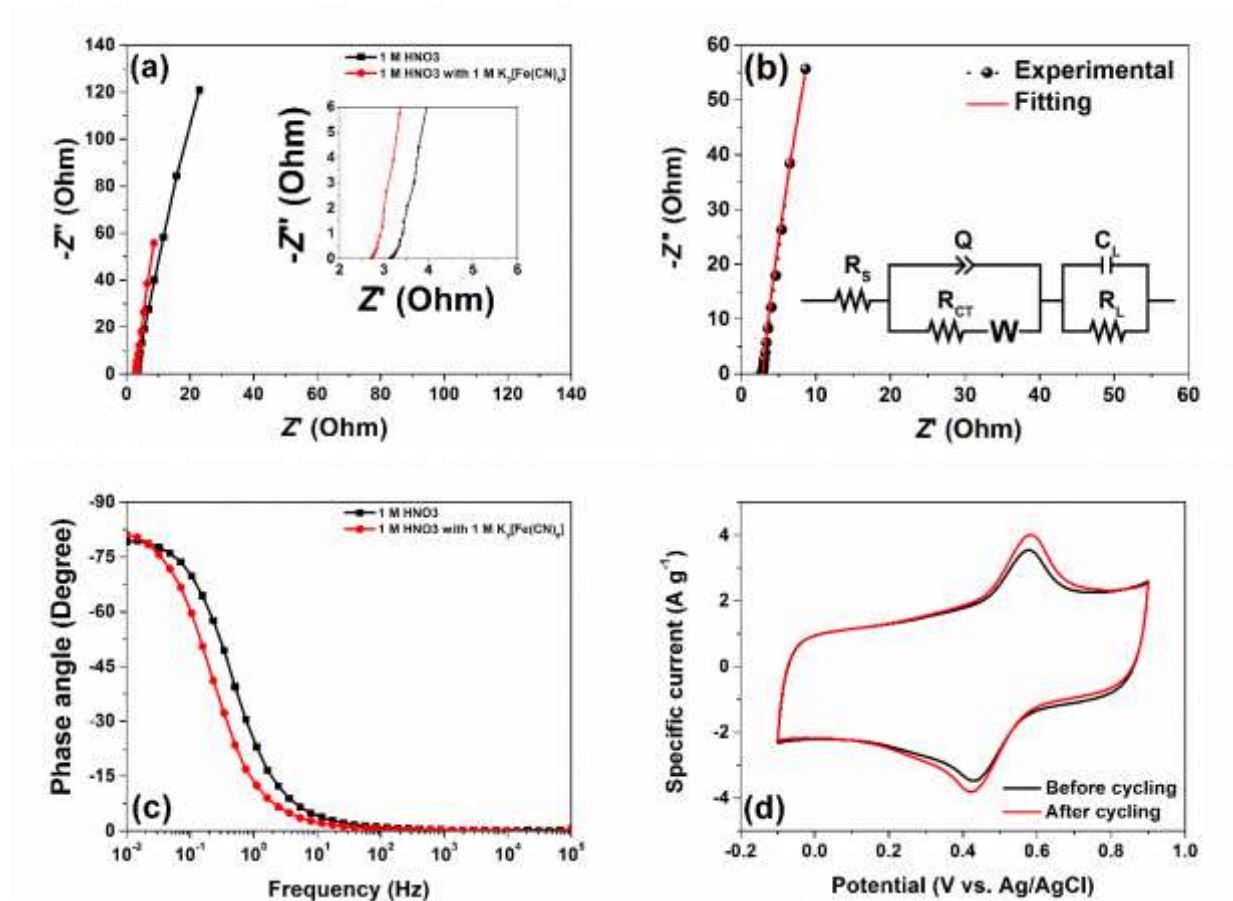 (a)
1 M HNO3
1 M HNO3 with 1 M K3[Fe(CN)6]
140
120
100
80
60
40
20
0
-Z'' (Ohm)
0 20 40 60 80 100 120 140
Z' (Ohm)
6
5
4
3
2
1
0
-Z'' (Ohm)
2 3 4 5 6
Z' (Ohm)
(b)
Experimental
Fitting
60
50
40
30
20
10
0
-Z'' (Ohm)
RS
Q
RCT
W
CL
RL
0 10 20 30 40 50 60
Z' (Ohm)
-90
-75
-60
-45
-30
-15
0
Phase angle (Degree)
1 M HNO3
1 M HNO3 with 1 M K3[Fe(CN)6]
(c)
10-2 10-1 100 101 102 103 104 105
Frequency (Hz)
4
2
0
-2
-4
Specific current (A g-1)
Before cycling
After cycling
(d)
-0.2 0.0 0.2 0.4 0.6 0.8 1.0
Potential (V vs. Ag/AgCl)